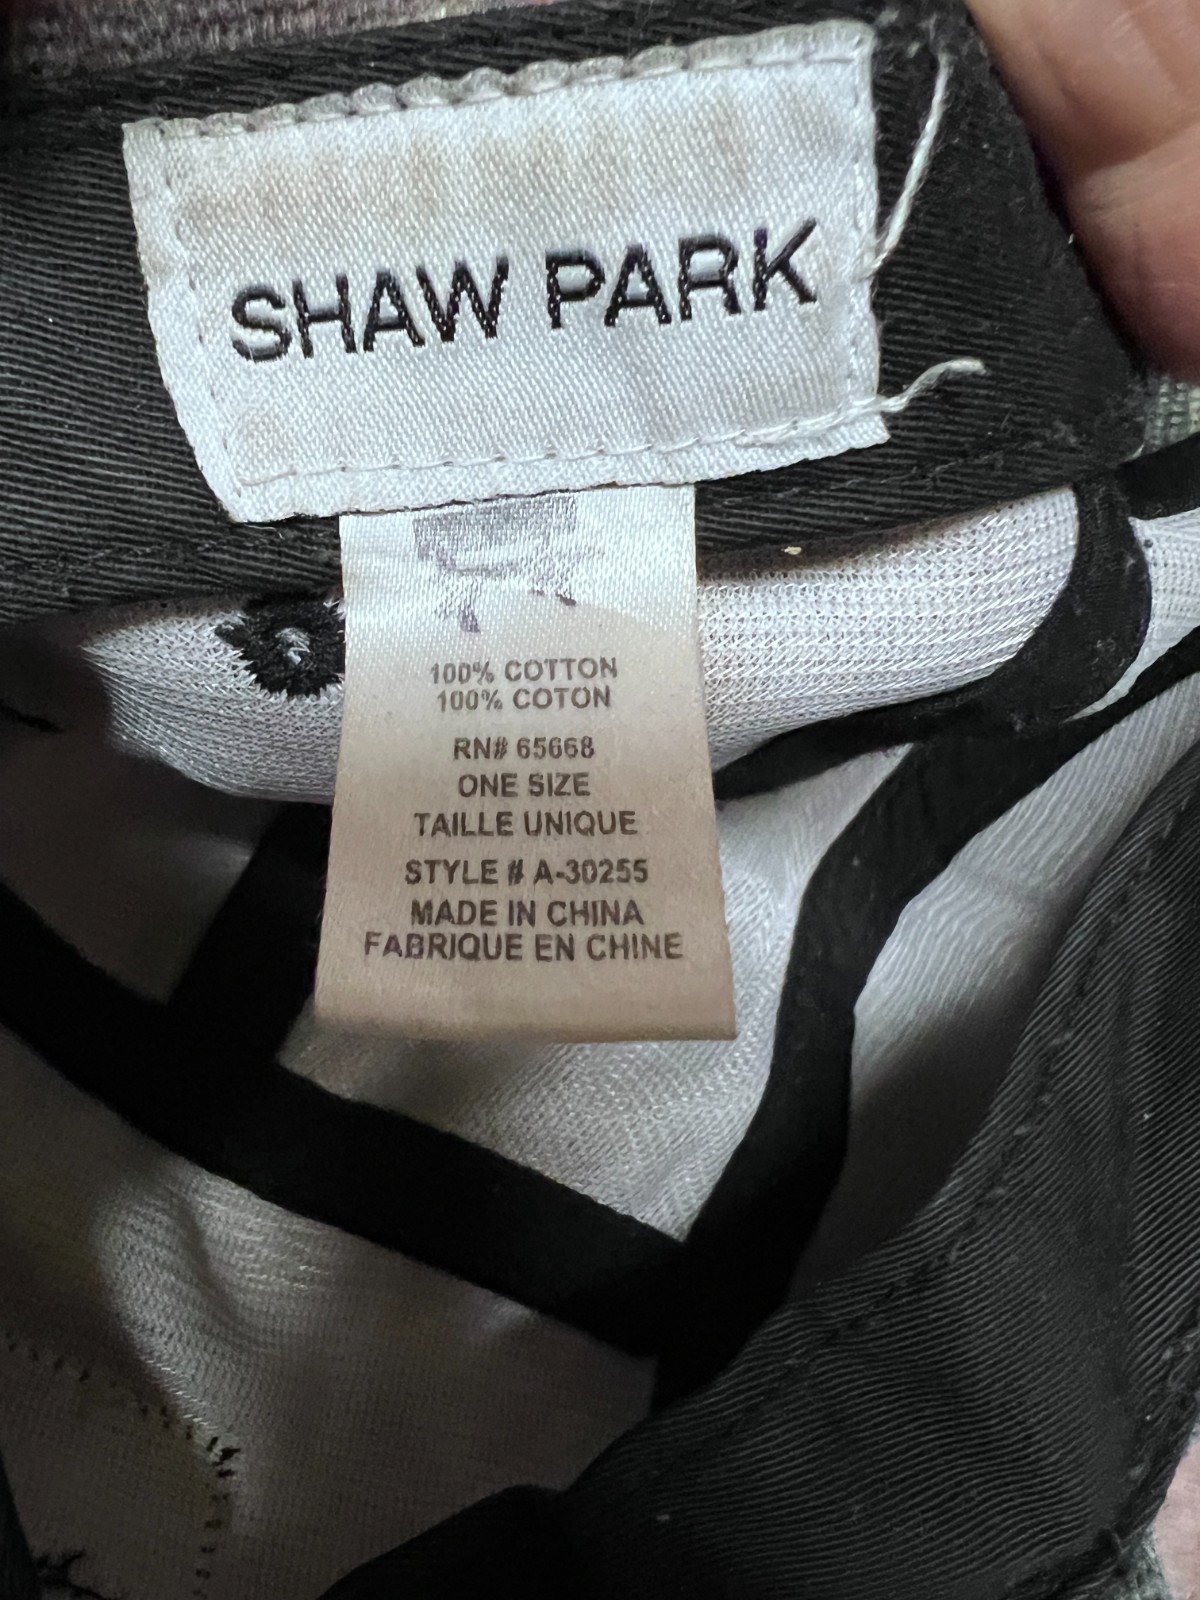 SHAW PARK
100% COTTON
100% COTON
RN# 65668
ONE SIZE
TAILLE UNIQUE
STYLE # A-30255
MADE IN CHINA
FABRIQUE EN CHINE